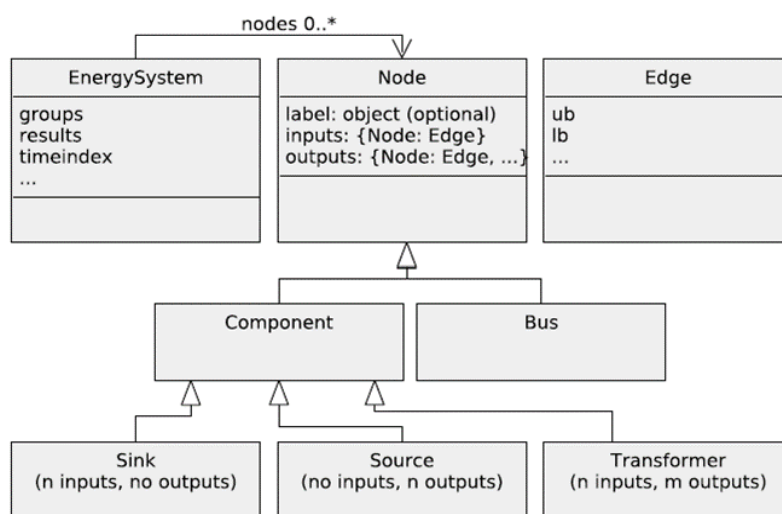 nodes 0..*
EnergySystem
groups
results
timeindex
...
Node
label: object (optional)
inputs: {Node: Edge}
outputs: {Node: Edge, ...}
Edge
ub
lb
...
Component
Bus
Sink
(n inputs, no outputs)
Source
(no inputs, n outputs)
Transformer
(n inputs, m outputs)